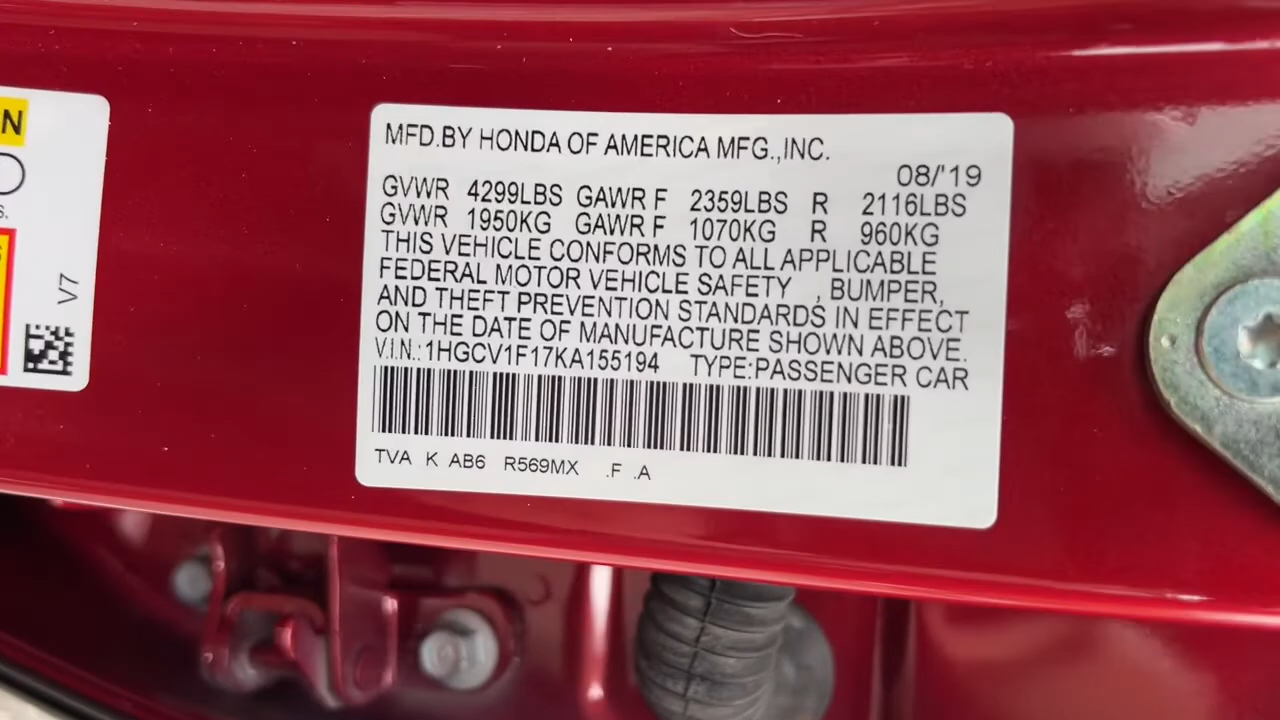 MFD.BY HONDA OF AMERICA MFG.,INC.
08/'19
GVWR 4299LBS GAWR F 2359LBS R 2116LBS
GVWR 1950KG GAWR F 1070KG R 960KG
THIS VEHICLE CONFORMS TO ALL APPLICABLE
FEDERAL MOTOR VEHICLE SAFETY , BUMPER,
AND THEFT PREVENTION STANDARDS IN EFFECT
ON THE DATE OF MANUFACTURE SHOWN ABOVE.
V.I.N.:1HGCV1F17KA155194 TYPE:PASSENGER CAR
TVA K AB6 R569MX .F .A
N
V7